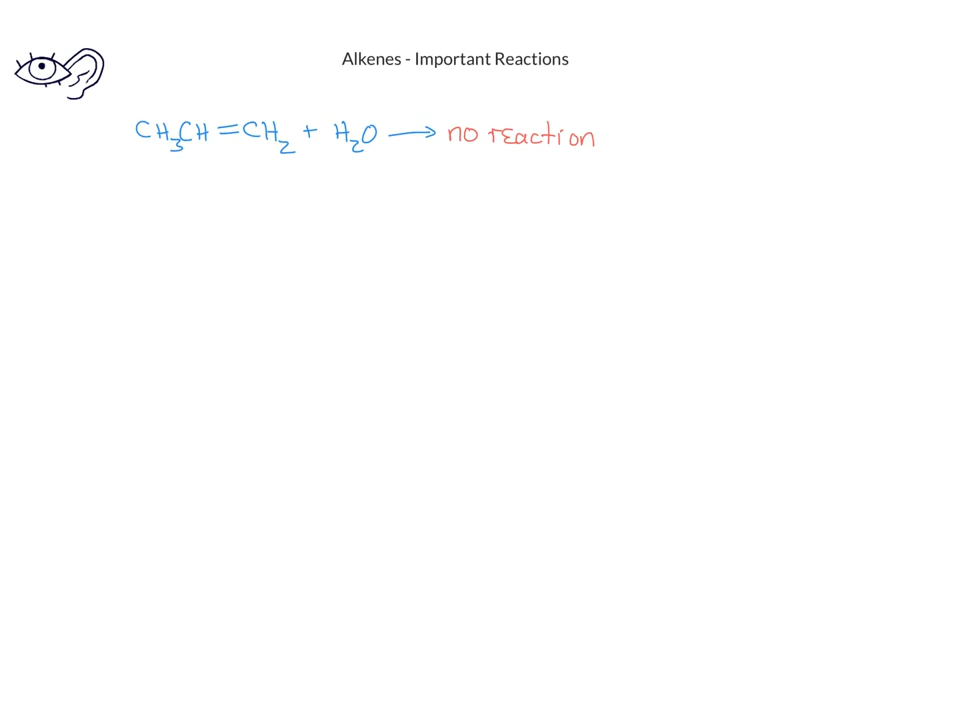 Alkenes - Important Reactions
CH₃CH=CH₂ + H₂O ⟶ no reaction